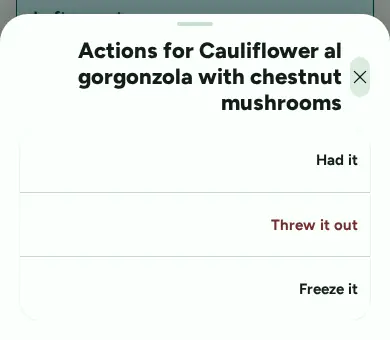 Actions for Cauliflower al
gorgonzola with chestnut
mushrooms
Had it
Threw it out
Freeze it